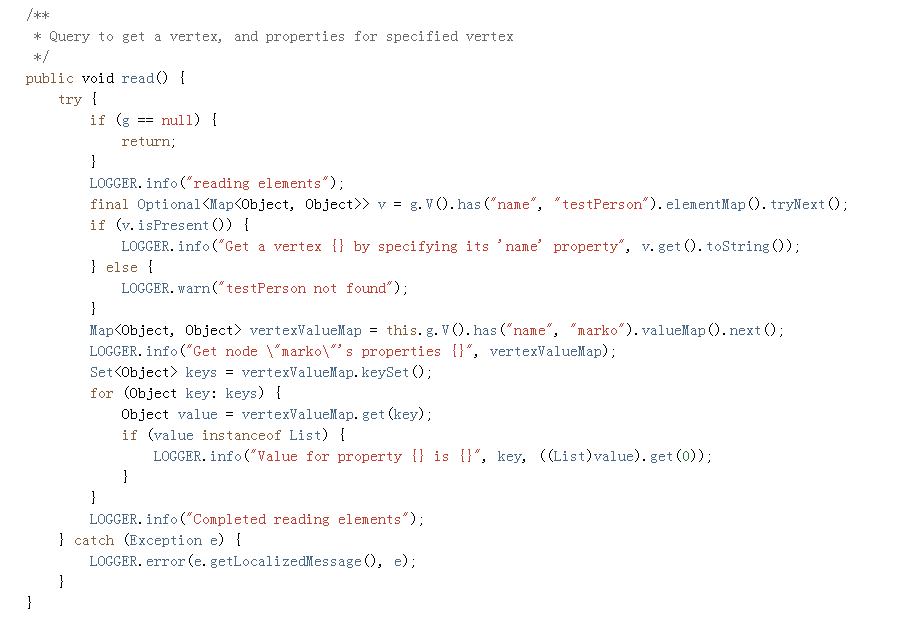 /**
 * Query to get a vertex, and properties for specified vertex
 */
public void read() {
    try {
        if (g == null) {
            return;
        }
        LOGGER.info("reading elements");
        final Optional<Map<Object, Object>> v = g.V().has("name", "testPerson").elementMap().tryNext();
        if (v.isPresent()) {
            LOGGER.info("Get a vertex {} by specifying its 'name' property", v.get().toString());
        } else {
            LOGGER.warn("testPerson not found");
        }
        Map<Object, Object> vertexValueMap = this.g.V().has("name", "marko").valueMap().next();
        LOGGER.info("Get node \"marko\"'s properties {}", vertexValueMap);
        Set<Object> keys = vertexValueMap.keySet();
        for (Object key: keys) {
            Object value = vertexValueMap.get(key);
            if (value instanceof List) {
                LOGGER.info("Value for property {} is {}", key, ((List)value).get(0));
            }
        }
        LOGGER.info("Completed reading elements");
    } catch (Exception e) {
        LOGGER.error(e.getLocalizedMessage(), e);
    }
}